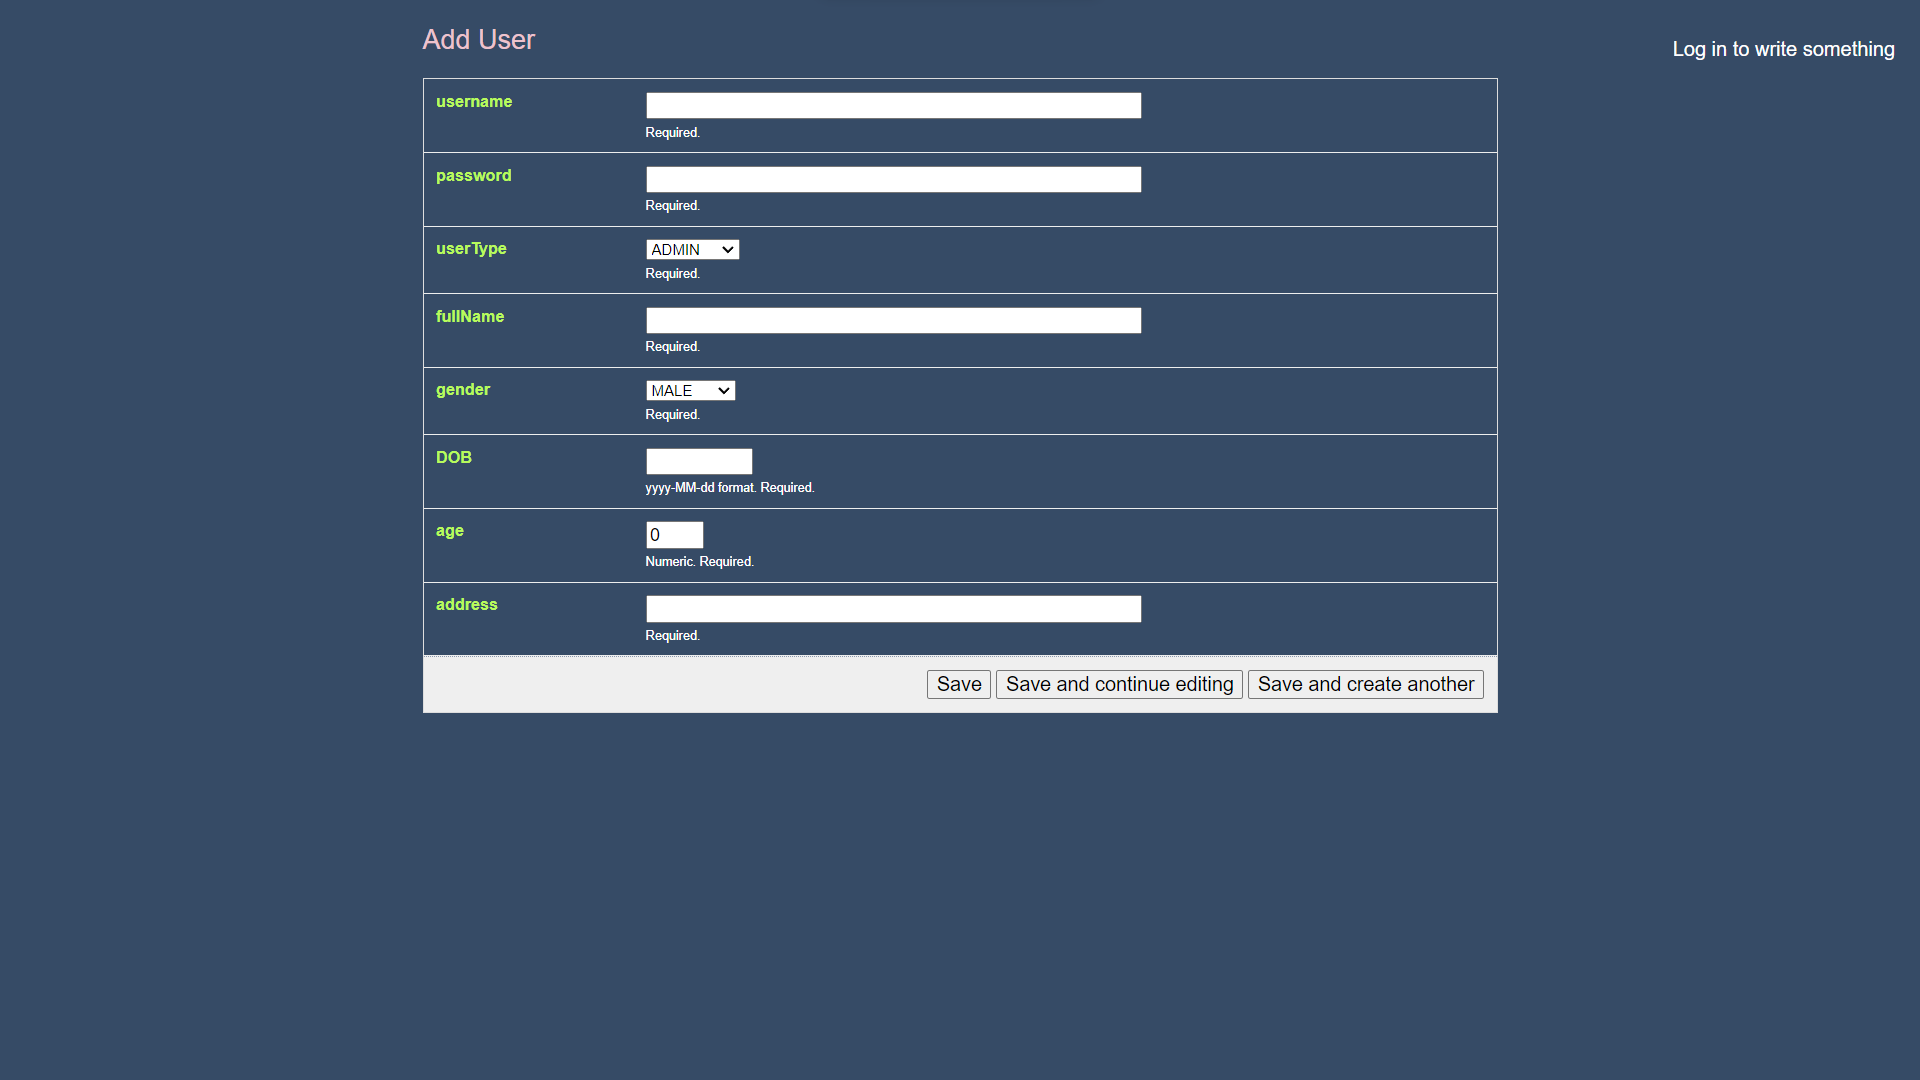 Add User
Log in to write something
username
Required.
password
Required.
userType
ADMIN
Required.
fullName
Required.
gender
MALE
Required.
DOB
yyyy-MM-dd format. Required.
age
0
Numeric. Required.
address
Required.
Save Save and continue editing Save and create another